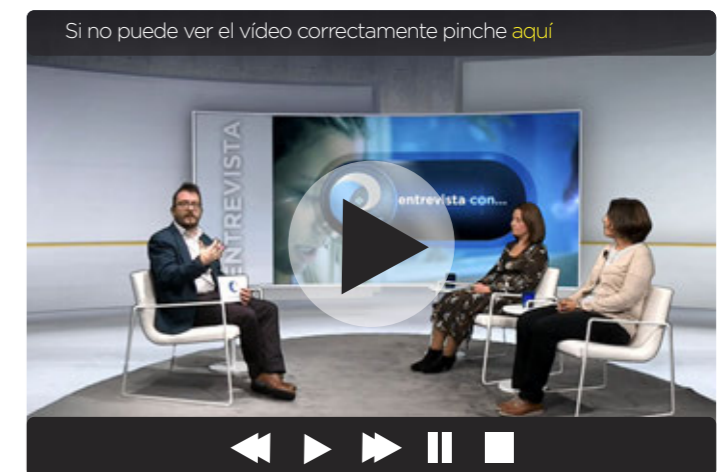 Si no puede ver el vídeo correctamente pinche aquí
ENTREVISTA
entrevista con...